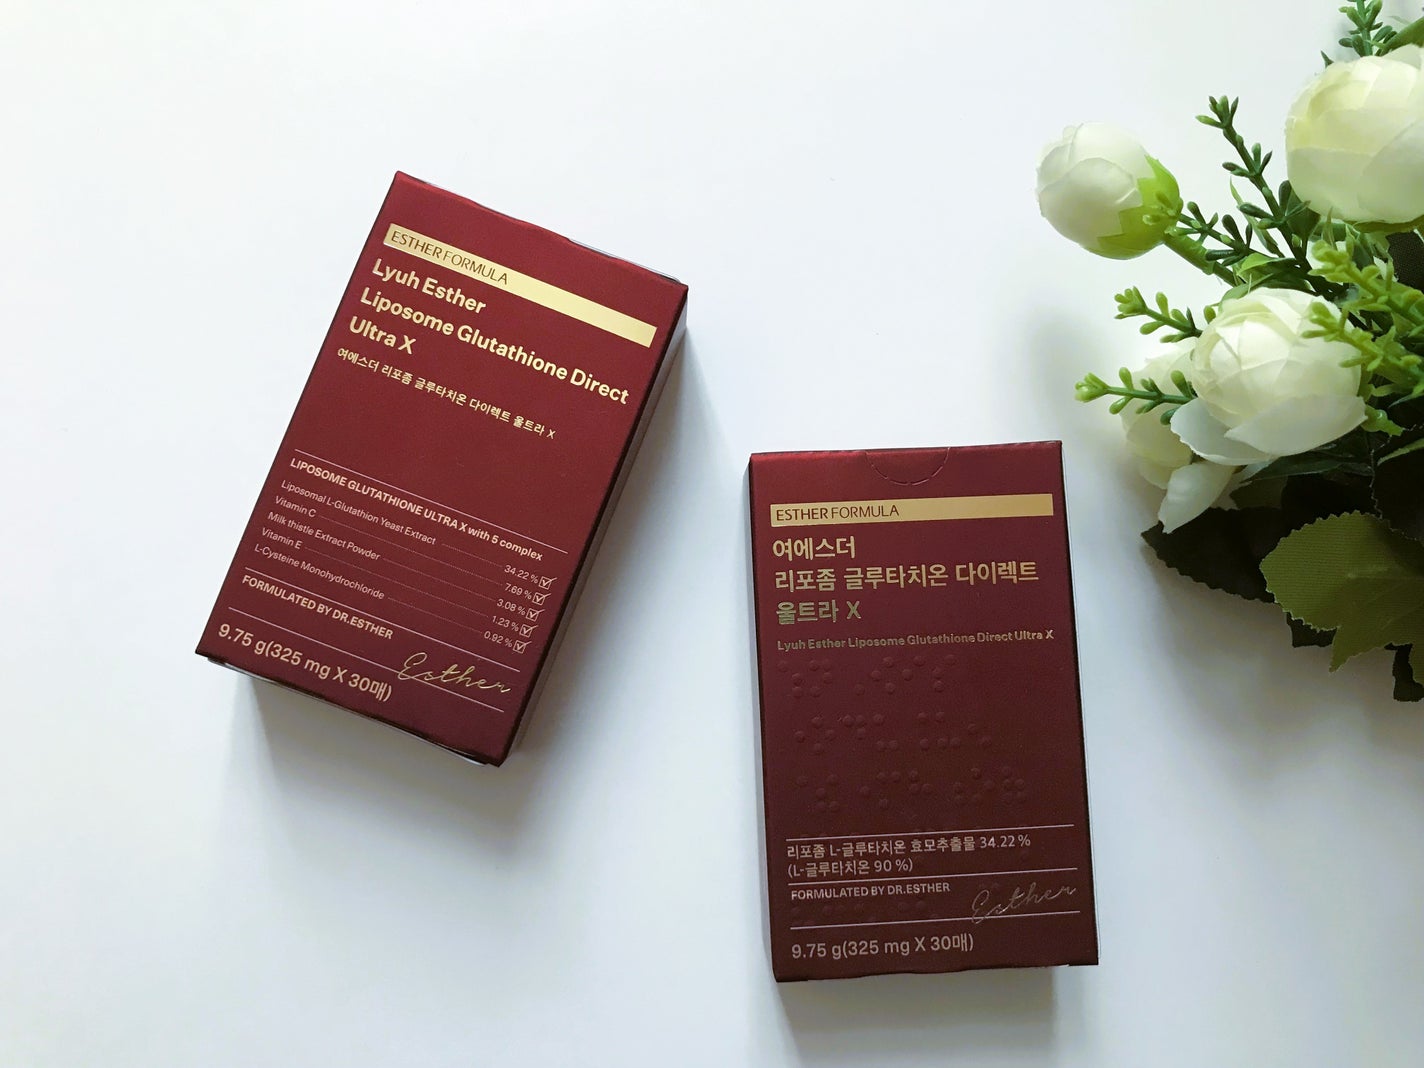 ESTHER FORMULA
Lyuh Esther
Liposome Glutathione Direct
Ultra X
여에스더 리포좀 글루타치온 다이렉트 울트라 X
LIPOSOME GLUTATHIONE ULTRA X with 5 complex
Liposomal L-Glutathion Yeast Extract 34.22 %
Vitamin C 7.69 %
Milk thistle Extract Powder 3.08 %
Vitamin E 1.23 %
L-Cysteine Monohydrochloride 0.92 %
FORMULATED BY DR.ESTHER
Esther
9.75 g(325 mg X 30매)
ESTHER FORMULA
여에스더
리포좀 글루타치온 다이렉트
울트라 X
Lyuh Esther Liposome Glutathione Direct Ultra X
리포좀 L-글루타치온 효모추출물 34.22 %
(L-글루타치온 90 %)
FORMULATED BY DR.ESTHER
Esther
9.75 g(325 mg X 30매)